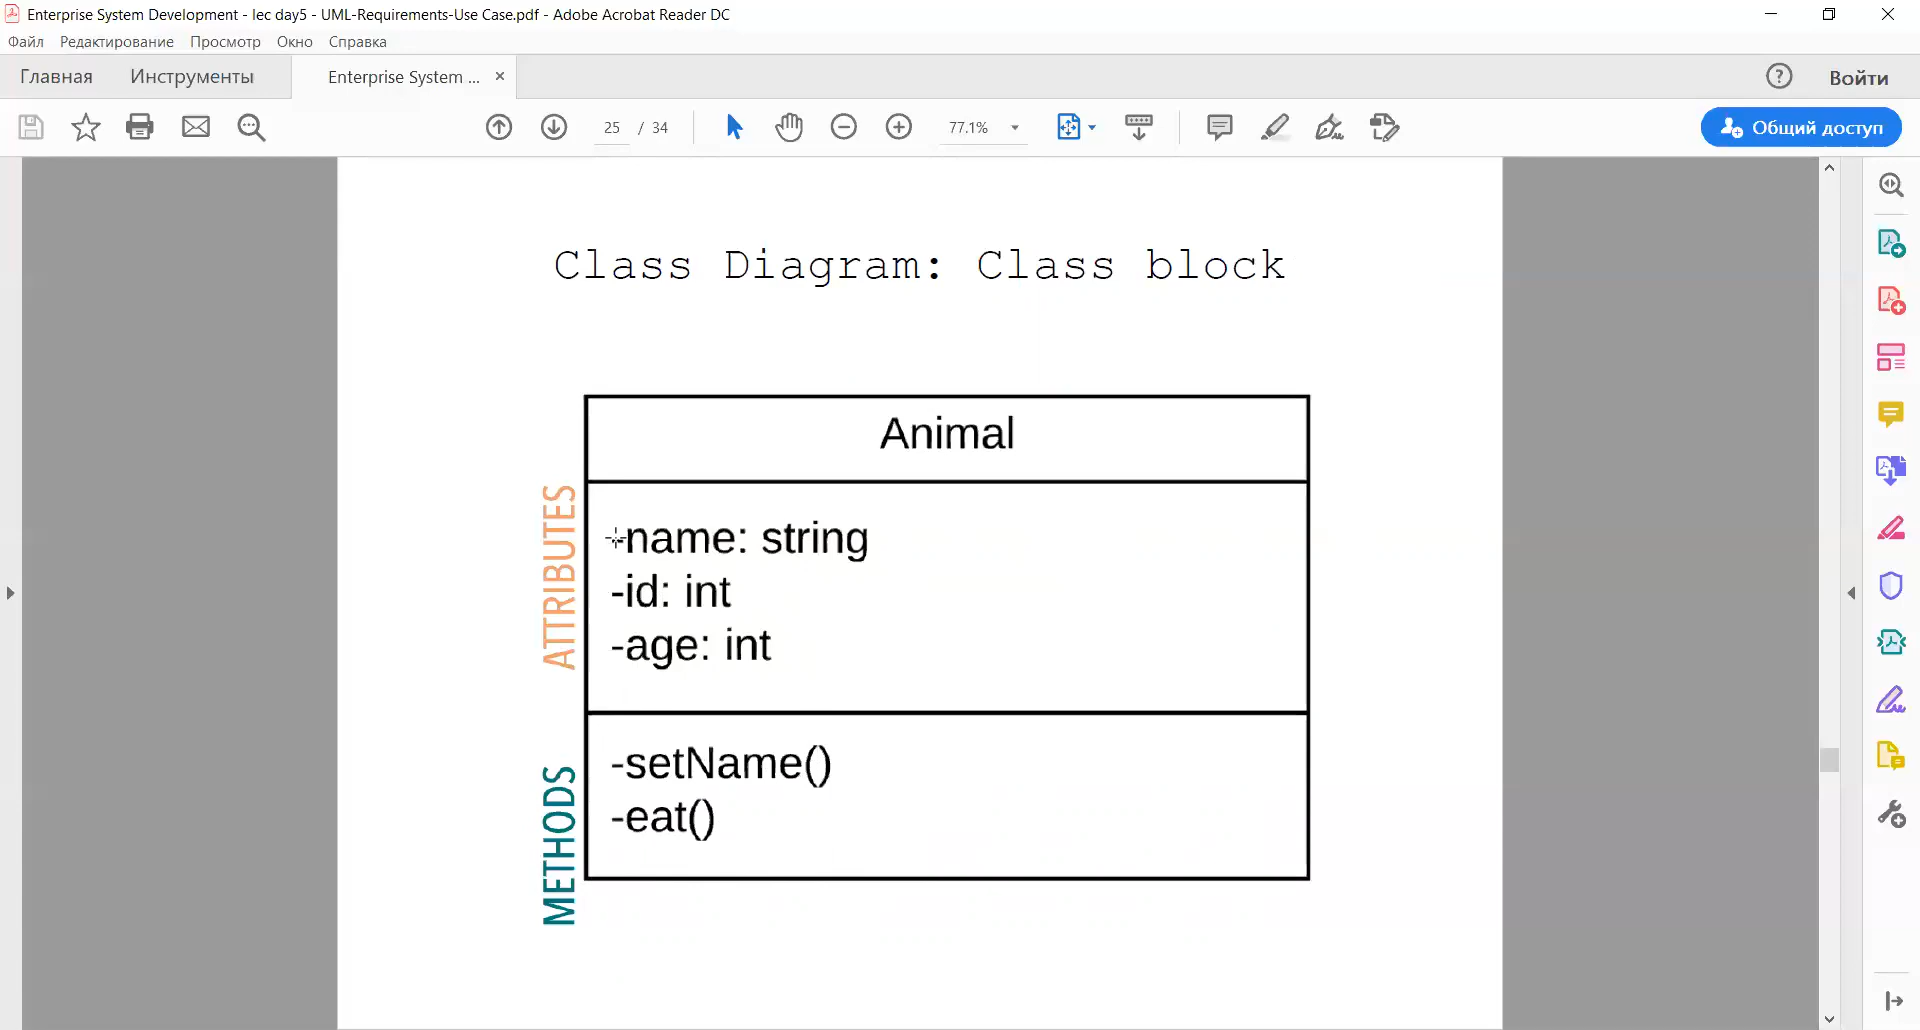 Enterprise System Development - lec day5 - UML-Requirements-Use Case.pdf - Adobe Acrobat Reader DC
Файл Редактирование Просмотр Окно Справка
Главная Инструменты Enterprise System ... Войти
25 / 34 77.1% Общий доступ
Class Diagram: Class block
Animal
ATTRIBUTES
-name: string
-id: int
-age: int
METHODS
-setName()
-eat()